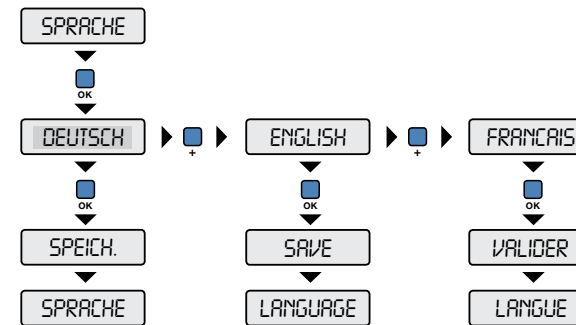 SPRACHE
OK
DEUTSCH + ENGLISH + FRANCAIS
OK OK OK
SPEICH. SAVE VALIDER
SPRACHE LANGUAGE LANGUE